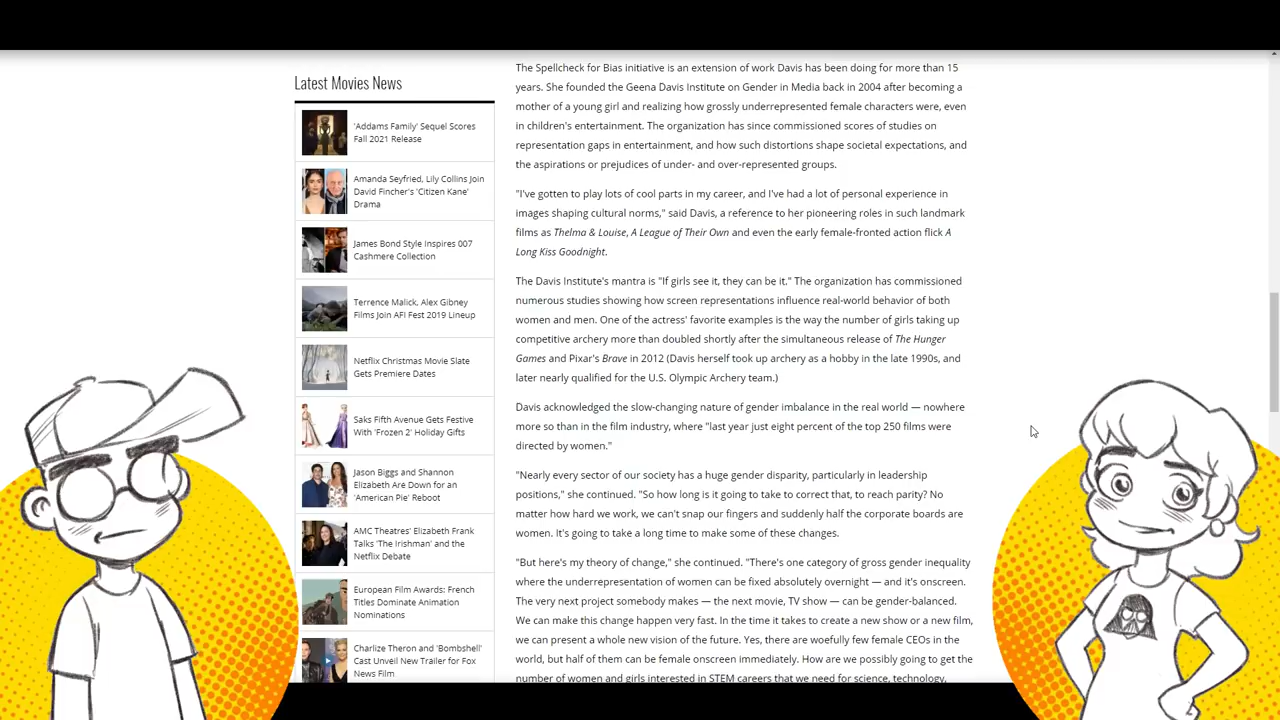 Latest Movies News
'Addams Family' Sequel Scores
Fall 2021 Release
Amanda Seyfried, Lily Collins Join
David Fincher's 'Citizen Kane'
Drama
James Bond Style Inspires 007
Cashmere Collection
Terrence Malick, Alex Gibney
Films Join AFI Fest 2019 Lineup
Netflix Christmas Movie Slate
Gets Premiere Dates
Saks Fifth Avenue Gets Festive
With 'Frozen 2' Holiday Gifts
Jason Biggs and Shannon
Elizabeth Are Down for an
'American Pie' Reboot
AMC Theatres' Elizabeth Frank
Talks 'The Irishman' and the
Netflix Debate
European Film Awards: French
Titles Dominate Animation
Nominations
Charlize Theron and 'Bombshell'
Cast Unveil New Trailer for Fox
News Film
The Spellcheck for Bias initiative is an extension of work Davis has been doing for more than 15
years. She founded the Geena Davis Institute on Gender in Media back in 2004 after becoming a
mother of a young girl and realizing how grossly underrepresented female characters were, even
in children's entertainment. The organization has since commissioned scores of studies on
representation gaps in entertainment, and how such distortions shape societal expectations, and
the aspirations or prejudices of under- and over-represented groups.
"I've gotten to play lots of cool parts in my career, and I've had a lot of personal experience in
images shaping cultural norms," said Davis, a reference to her pioneering roles in such landmark
films as Thelma & Louise, A League of Their Own and even the early female-fronted action flick A
Long Kiss Goodnight.
The Davis Institute's mantra is "If girls see it, they can be it." The organization has commissioned
numerous studies showing how screen representations influence real-world behavior of both
women and men. One of the actress' favorite examples is the way the number of girls taking up
competitive archery more than doubled shortly after the simultaneous release of The Hunger
Games and Pixar's Brave in 2012 (Davis herself took up archery as a hobby in the late 1990s, and
later nearly qualified for the U.S. Olympic Archery team.)
Davis acknowledged the slow-changing nature of gender imbalance in the real world — nowhere
more so than in the film industry, where "last year just eight percent of the top 250 films were
directed by women."
"Nearly every sector of our society has a huge gender disparity, particularly in leadership
positions," she continued. "So how long is it going to take to correct that, to reach parity? No
matter how hard we work, we can't snap our fingers and suddenly half the corporate boards are
women. It's going to take a long time to make some of these changes.
"But here's my theory of change," she continued. "There's one category of gross gender inequality
where the underrepresentation of women can be fixed absolutely overnight — and it's onscreen.
The very next project somebody makes — the next movie, TV show — can be gender-balanced.
We can make this change happen very fast. In the time it takes to create a new show or a new film,
we can present a whole new vision of the future. Yes, there are woefully few female CEOs in the
world, but half of them can be female onscreen immediately. How are we possibly going to get the
number of women and girls interested in STEM careers that we need for science, technology,